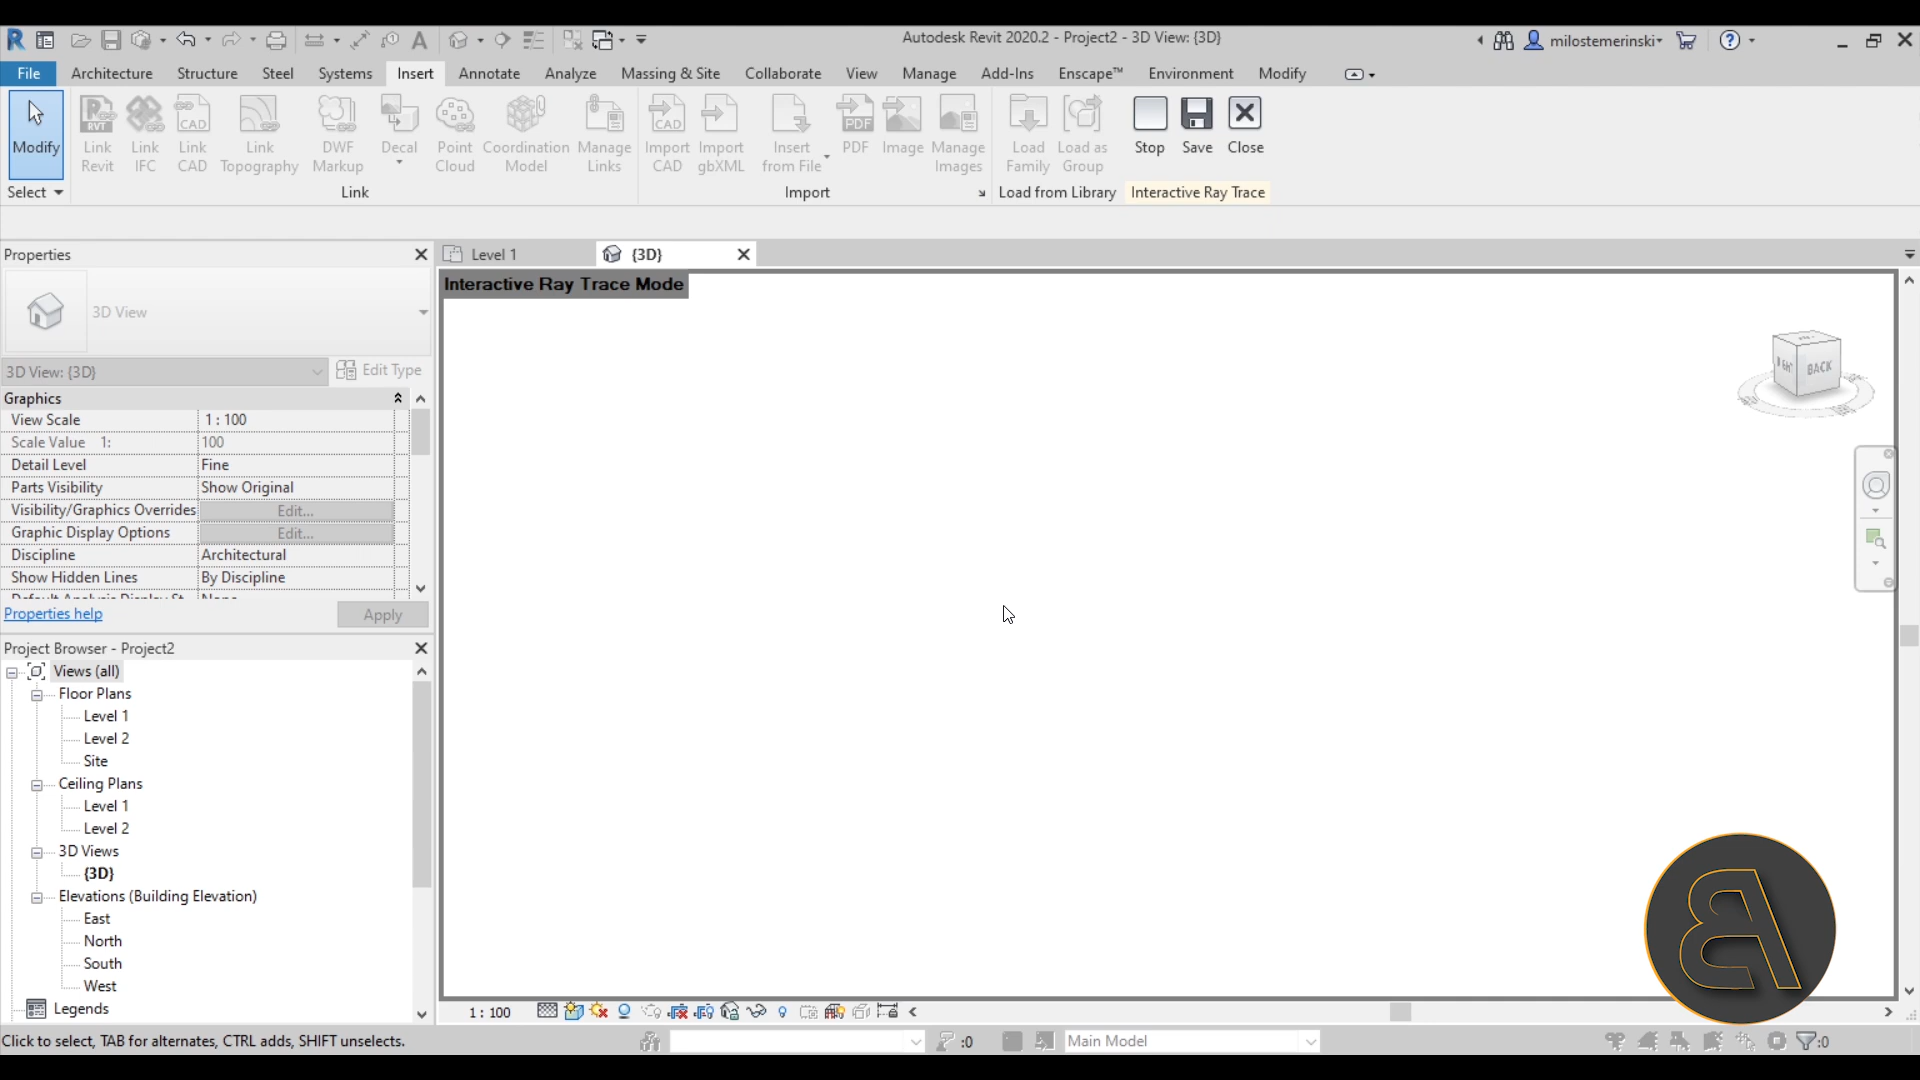 Autodesk Revit 2020.2 - Project2 - 3D View: {3D}
milostemerinski
File Architecture Structure Steel Systems Insert Annotate Analyze Massing & Site Collaborate View Manage Add-Ins Enscape™ Environment Modify
Modify
Link Revit
Link IFC
Link CAD
Link Topography
DWF Markup
Decal
Point Cloud
Coordination Model
Manage Links
Import CAD
Import gbXML
Insert from File
PDF
Image
Manage Images
Load Family
Load as Group
Stop
Save
Close
Select
Link
Import
Load from Library
Interactive Ray Trace
Properties
Level 1
{3D}
Interactive Ray Trace Mode
3D View
3D View: {3D}
Edit Type
Graphics
View Scale 1 : 100
Scale Value 1: 100
Detail Level Fine
Parts Visibility Show Original
Visibility/Graphics Overrides Edit...
Graphic Display Options Edit...
Discipline Architectural
Show Hidden Lines By Discipline
Properties help
Apply
BACK
Project Browser - Project2
Views (all)
Floor Plans
Level 1
Level 2
Site
Ceiling Plans
Level 1
Level 2
3D Views
{3D}
Elevations (Building Elevation)
East
North
South
West
Legends
1 : 100
Click to select, TAB for alternates, CTRL adds, SHIFT unselects.
:0
Main Model
:0